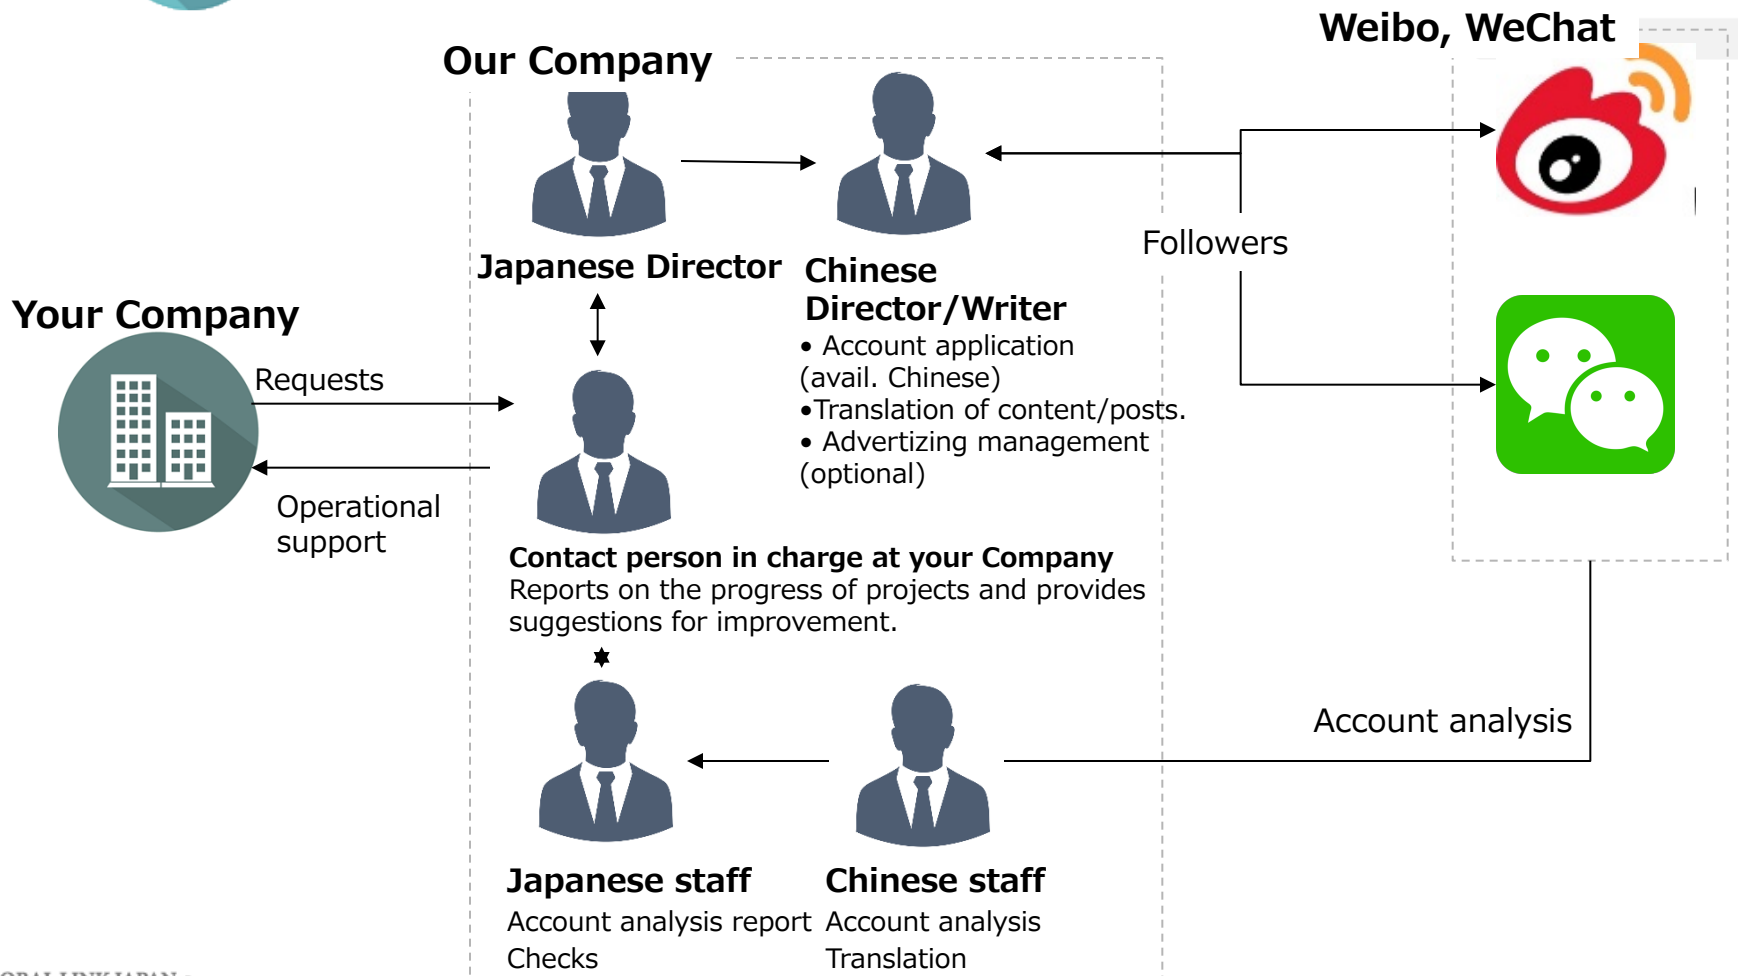 Weibo, WeChat
Our Company
Followers
Japanese Director
Chinese
Director/Writer
• Account application
(avail. Chinese)
•Translation of content/posts.
• Advertizing management
(optional)
Your Company
Requests
Operational
support
Contact person in charge at your Company
Reports on the progress of projects and provides
suggestions for improvement.
Account analysis
Japanese staff
Account analysis report
Checks
Chinese staff
Account analysis
Translation